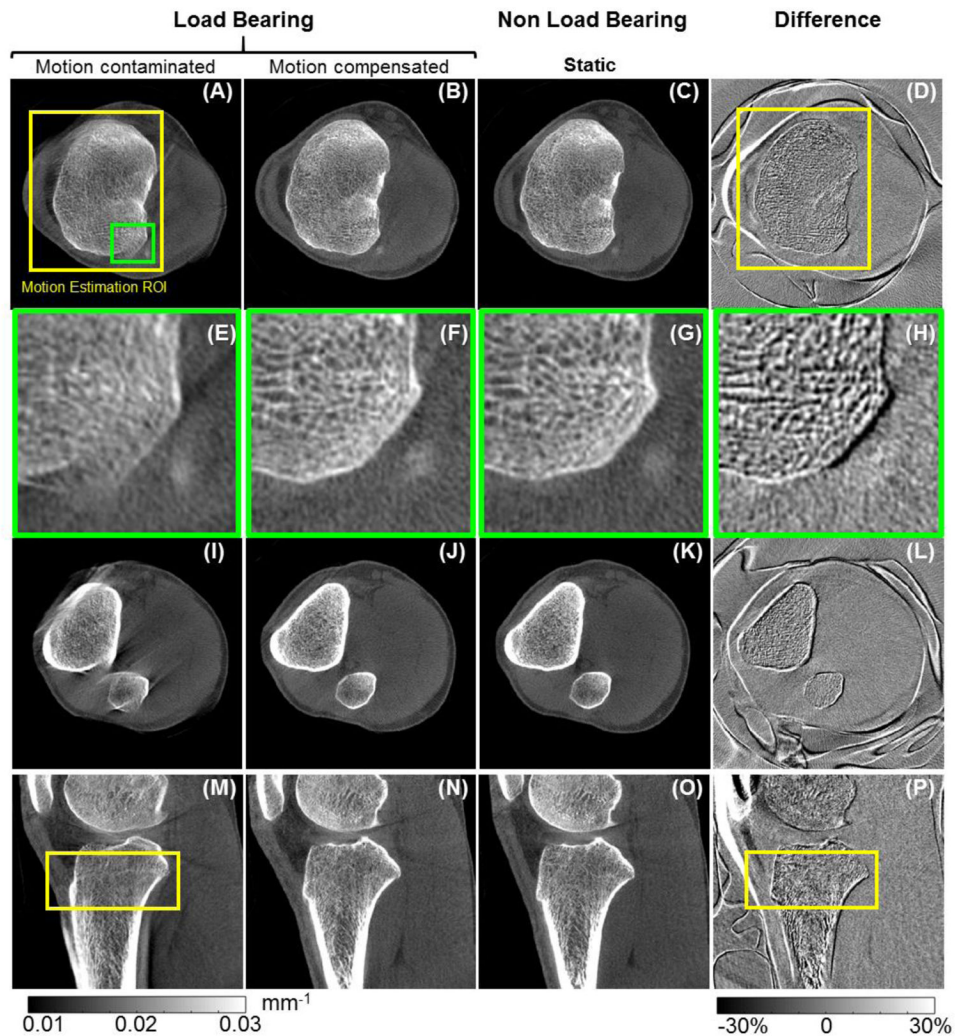 Load Bearing Non Load Bearing Difference
Motion contaminated Motion compensated Static
(A) (B) (C) (D)
Motion Estimation ROI
(E) (F) (G) (H)
(I) (J) (K) (L)
(M) (N) (O) (P)
mm-1
0.01 0.02 0.03 -30% 0 30%